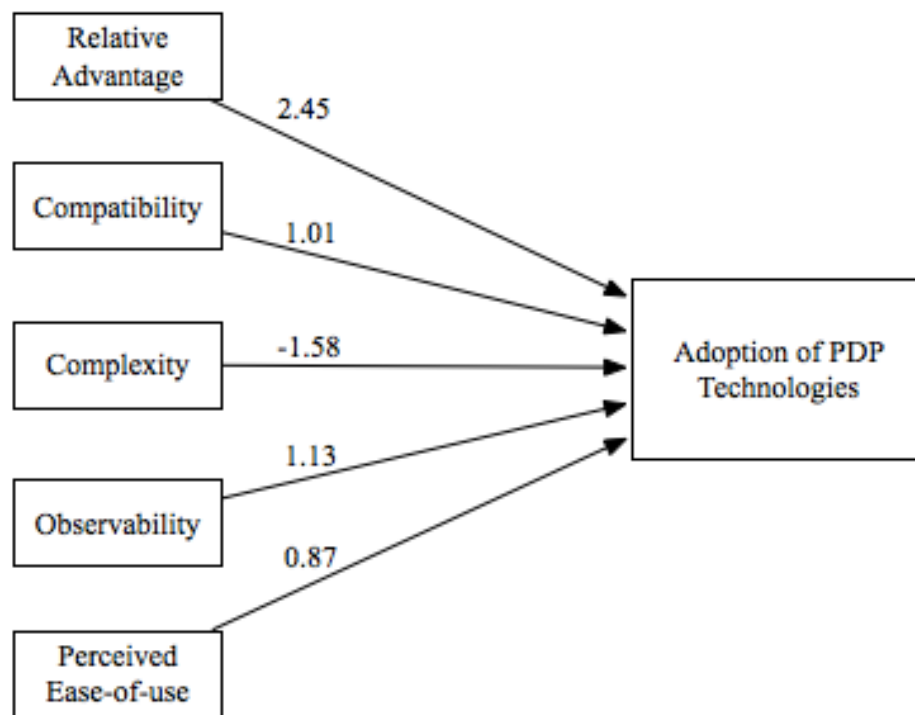 Relative
Advantage
2.45
Compatibility
1.01
Complexity
-1.58
Adoption of PDP
Technologies
1.13
Observability
0.87
Perceived
Ease-of-use